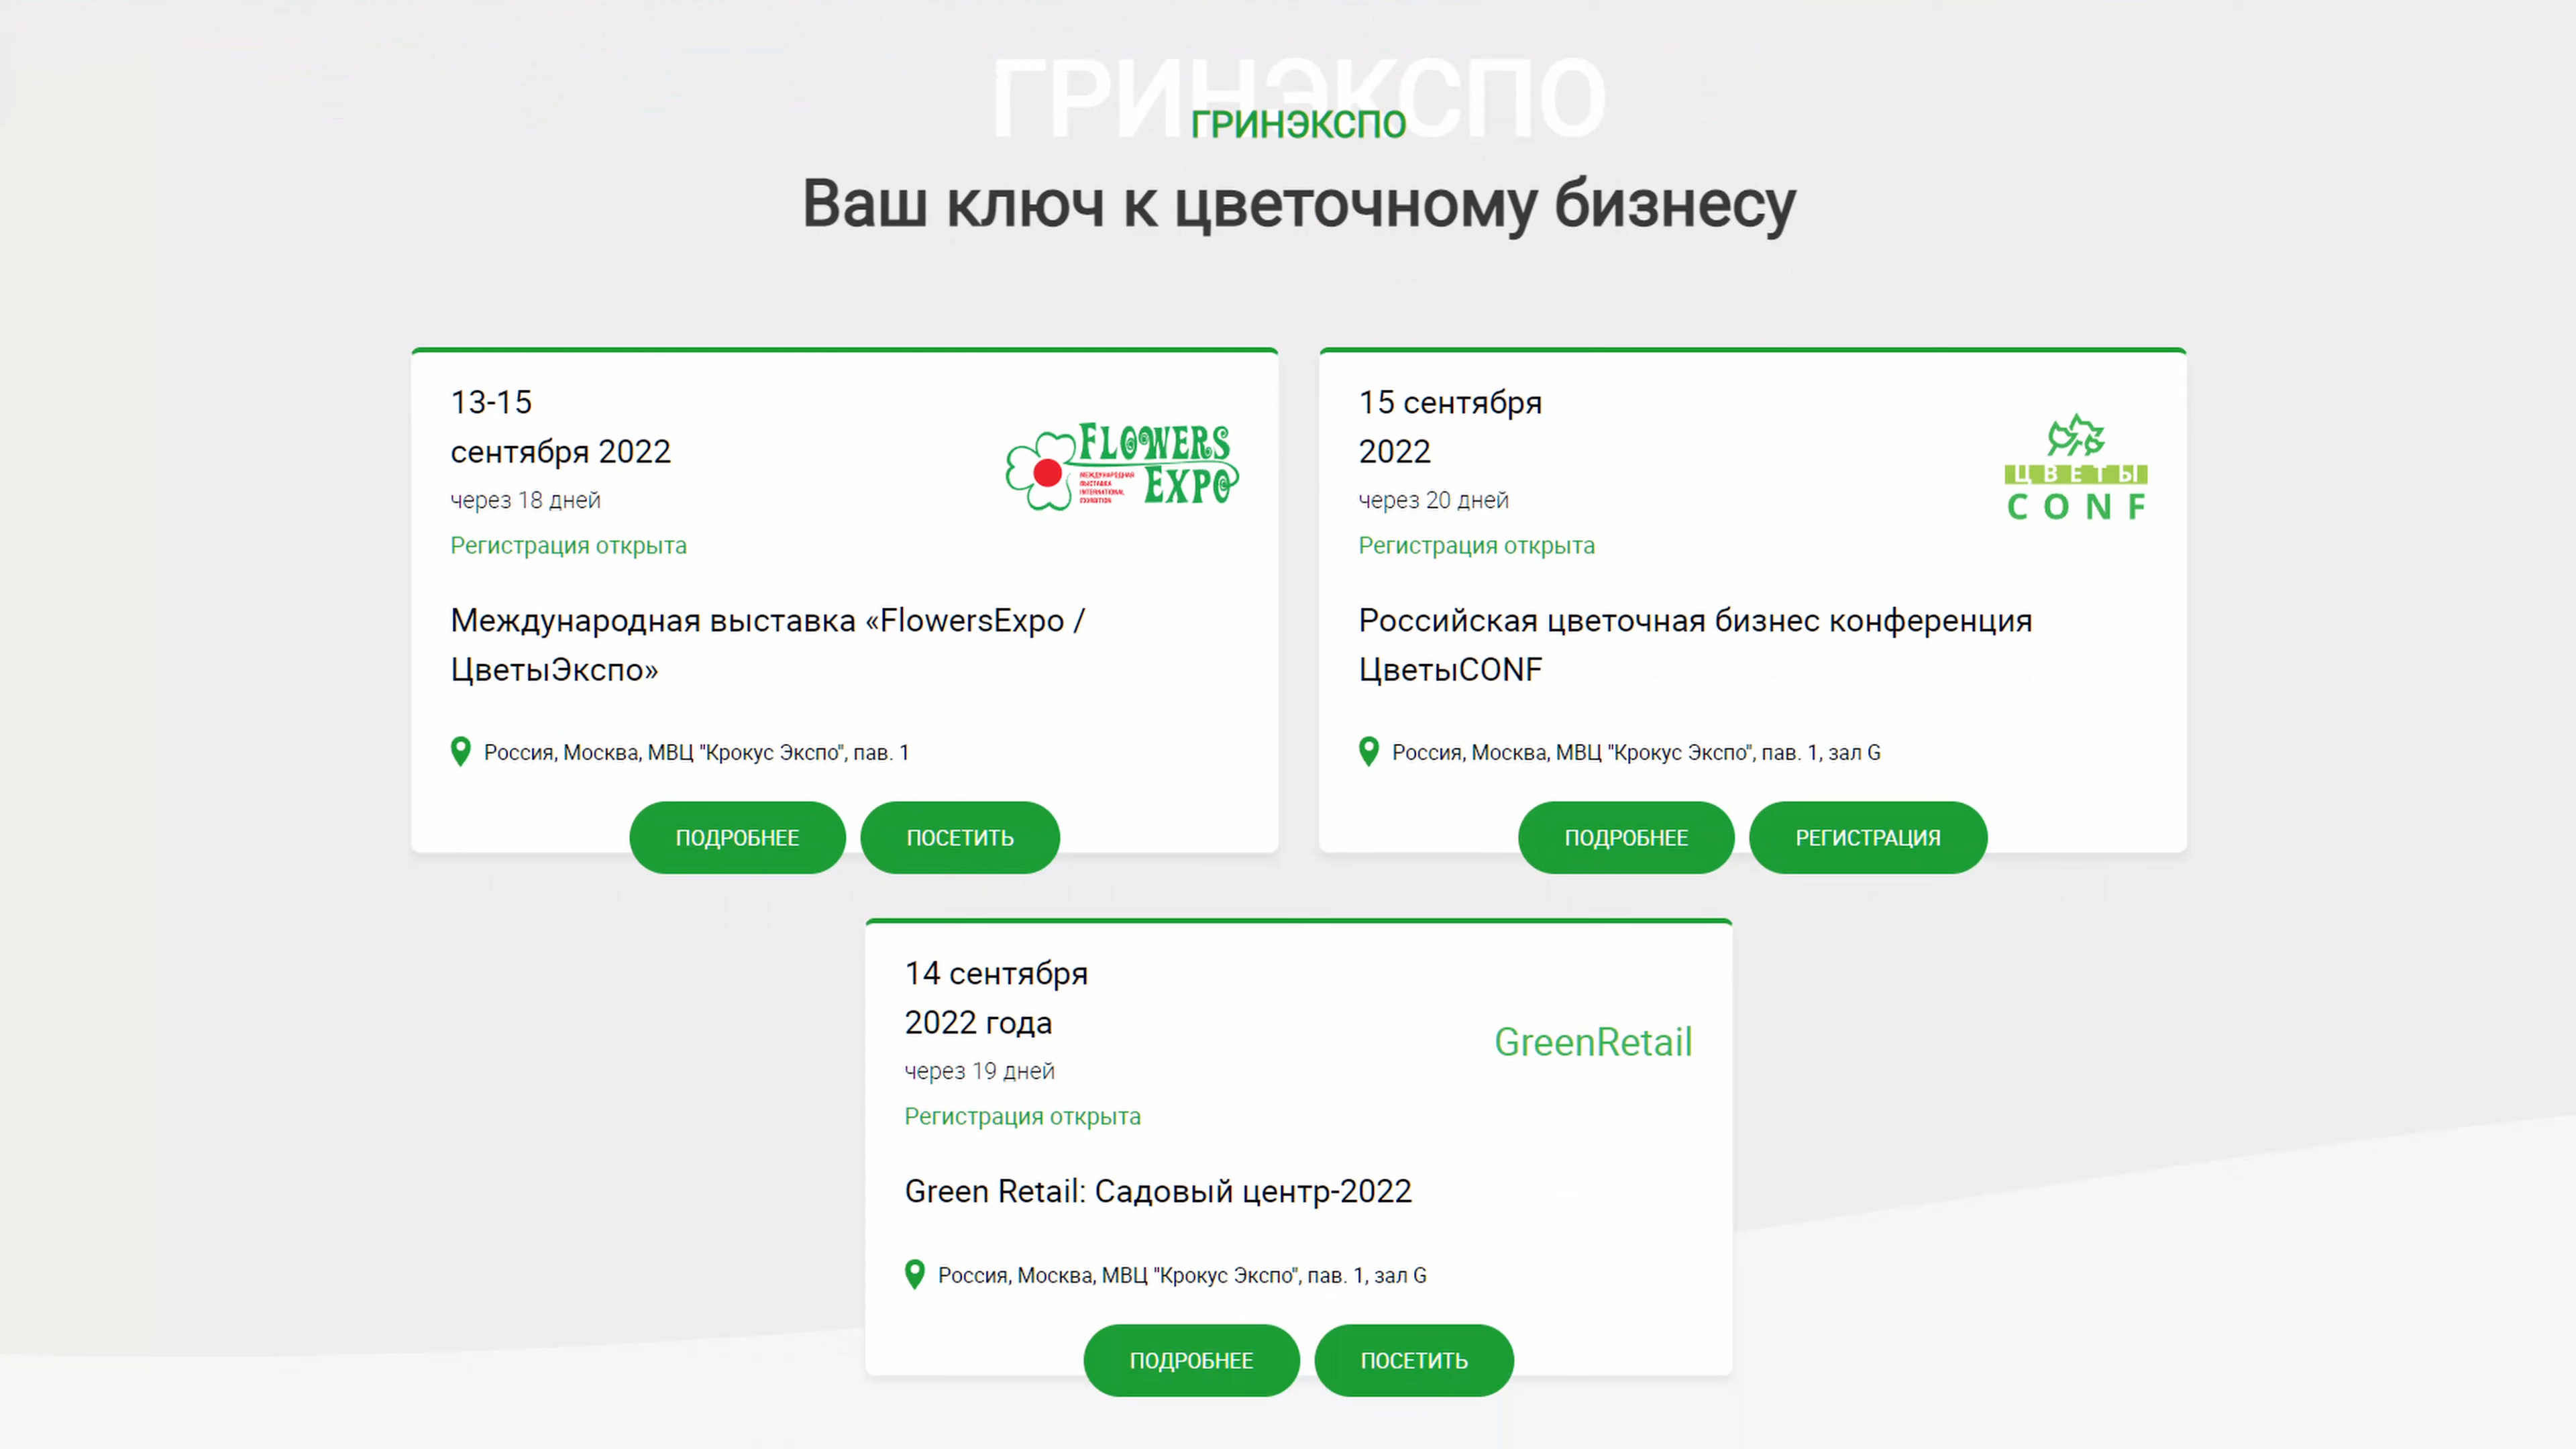 ГРИНЭКСПО
ГРИНЭКСПО
Ваш ключ к цветочному бизнесу
13-15
сентября 2022
через 18 дней
Регистрация открыта
FLOWERS
EXPO
МЕЖДУНАРОДНАЯ
ВЫСТАВКА
INTERNATIONAL
EXHIBITION
Международная выставка «FlowersExpo /
ЦветыЭкспо»
Россия, Москва, МВЦ "Крокус Экспо", пав. 1
ПОДРОБНЕЕ
ПОСЕТИТЬ
15 сентября
2022
через 20 дней
Регистрация открыта
ЦВЕТЫ
CONF
Российская цветочная бизнес конференция
ЦветыCONF
Россия, Москва, МВЦ "Крокус Экспо", пав. 1, зал G
ПОДРОБНЕЕ
РЕГИСТРАЦИЯ
14 сентября
2022 года
через 19 дней
Регистрация открыта
GreenRetail
Green Retail: Садовый центр-2022
Россия, Москва, МВЦ "Крокус Экспо", пав. 1, зал G
ПОДРОБНЕЕ
ПОСЕТИТЬ